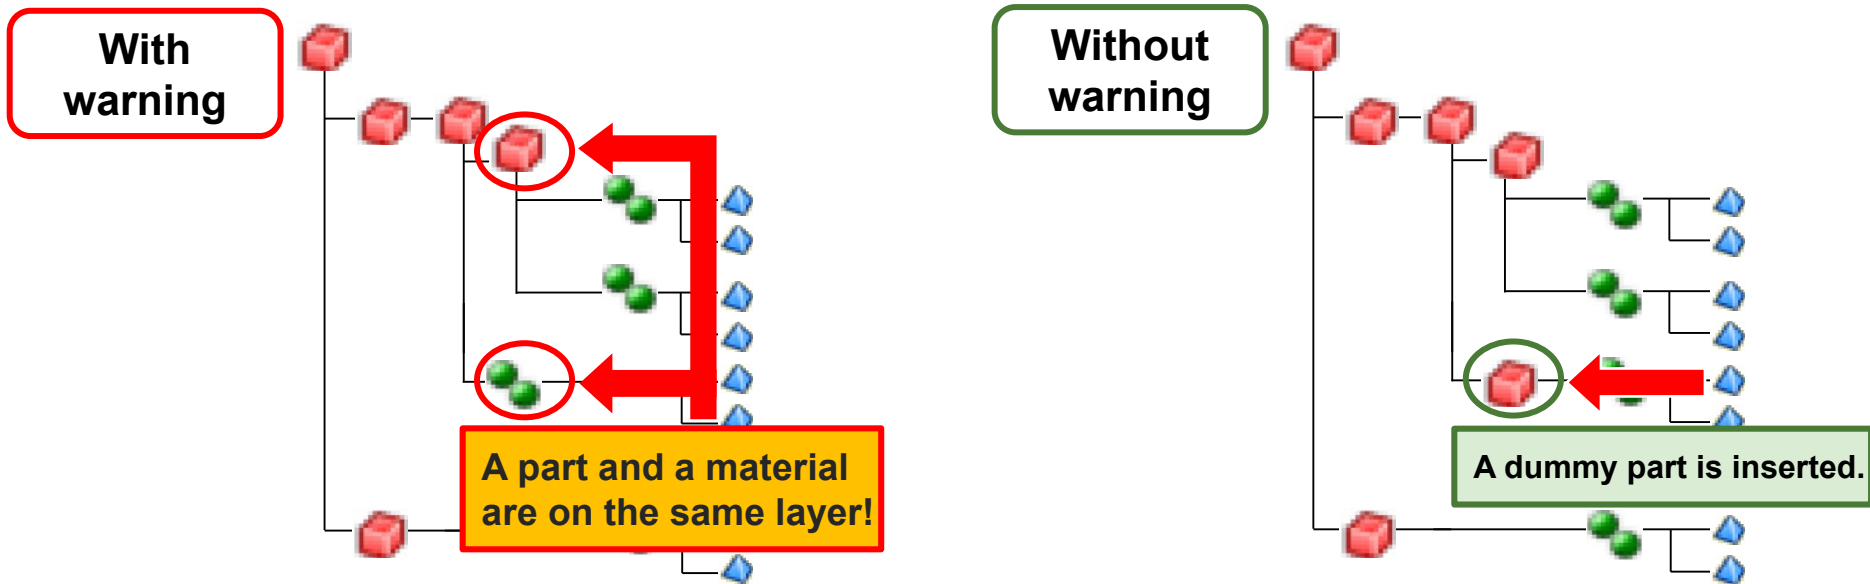 With
warning
Without
warning
A part and a material
are on the same layer!
A dummy part is inserted.